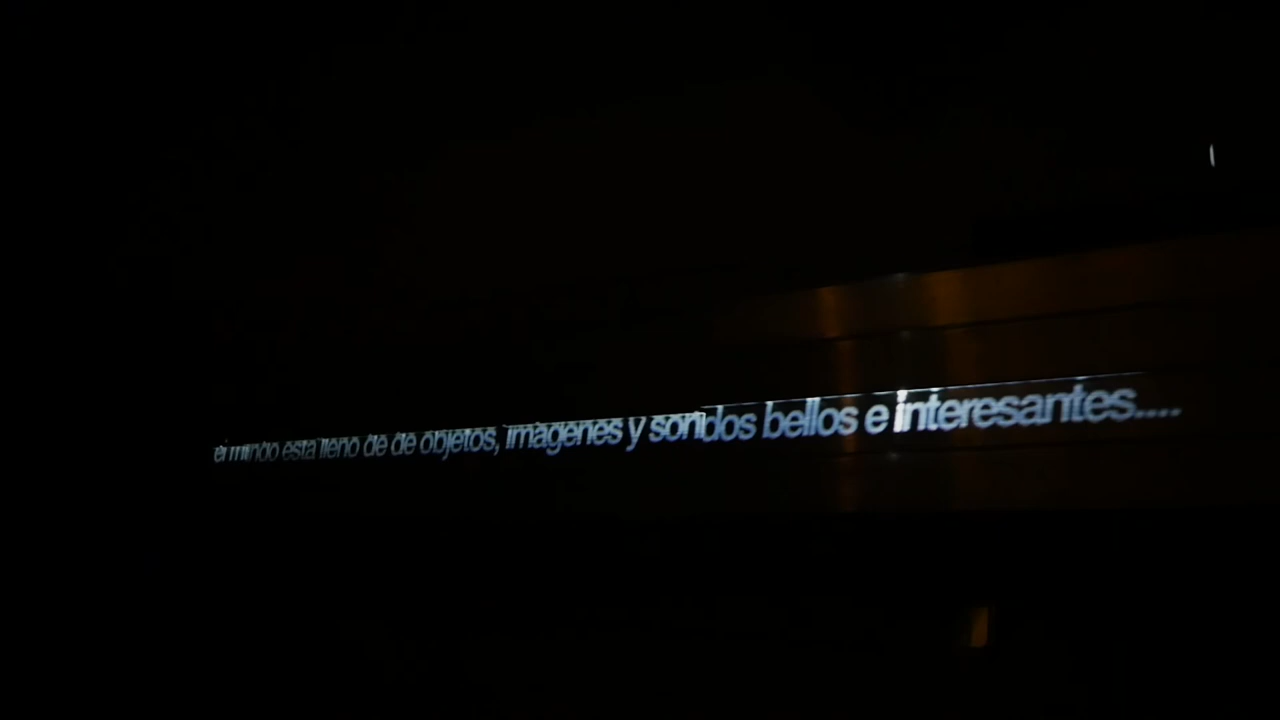 el mundo esta lleno de de objetos, imagenes y sonidos bellos e interesantes....